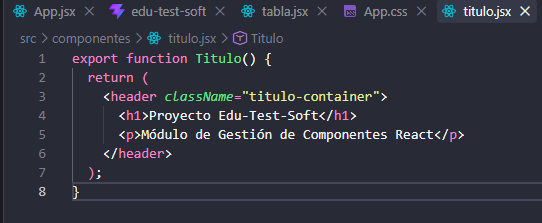 App.jsx edu-test-soft tabla.jsx App.css titulo.jsx
src > componentes > titulo.jsx > Titulo
1 export function Titulo() {
2 return (
3 <header className="titulo-container">
4 <h1>Proyecto Edu-Test-Soft</h1>
5 <p>Módulo de Gestión de Componentes React</p>
6 </header>
7 );
8 }